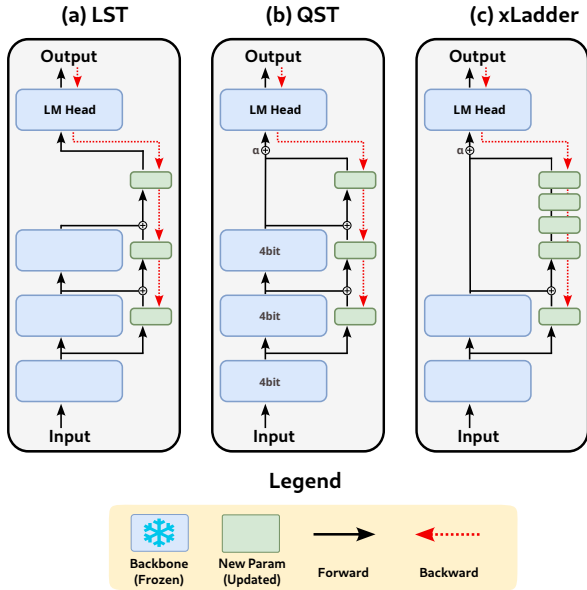 (a) LST
(b) QST
(c) xLadder
Output
Output
Output
LM Head
LM Head
LM Head
α
α
4bit
4bit
4bit
Input
Input
Input
Legend
Backbone
(Frozen)
New Param
(Updated)
Forward
Backward